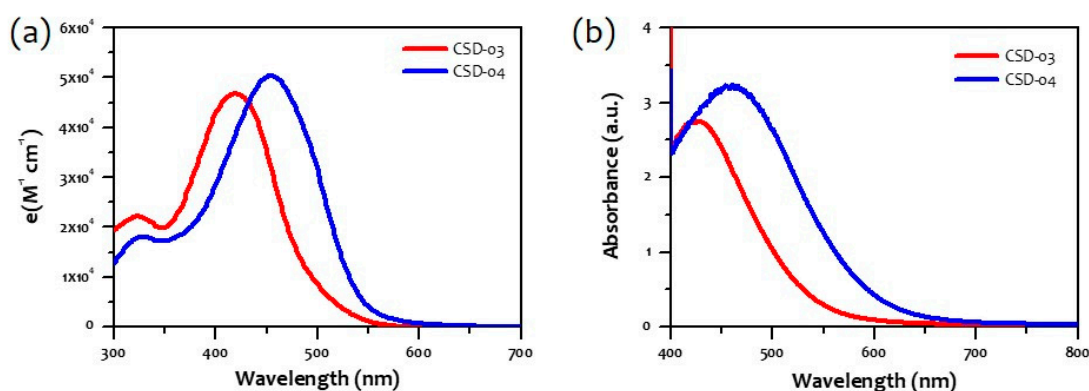 (a)
CSD-03
CSD-04
6x10⁴
5x10⁴
4x10⁴
3x10⁴
2x10⁴
1x10⁴
0
e(M⁻¹ cm⁻¹)
300 400 500 600 700
Wavelength (nm)
(b)
CSD-03
CSD-04
4
3
2
1
0
Absorbance (a.u.)
400 500 600 700 800
Wavelength (nm)